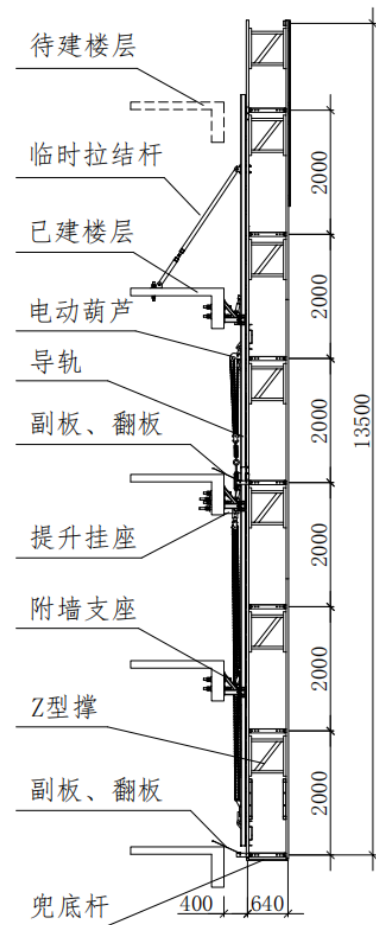 待建楼层
临时拉结杆
已建楼层
电动葫芦
导轨
副板、翻板
提升挂座
附墙支座
Z型撑
副板、翻板
兜底杆
2000
2000
2000
2000
2000
2000
13500
400
640